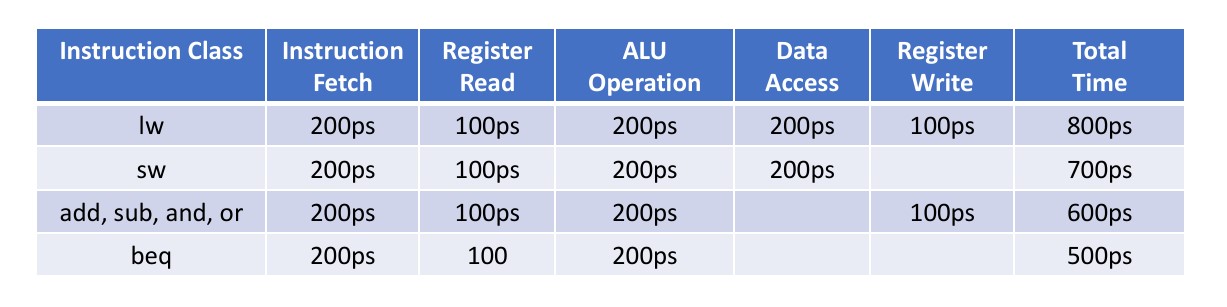 Instruction Class Instruction Fetch Register Read ALU Operation Data Access Register Write Total Time
lw 200ps 100ps 200ps 200ps 100ps 800ps
sw 200ps 100ps 200ps 200ps 700ps
add, sub, and, or 200ps 100ps 200ps 100ps 600ps
beq 200ps 100 200ps 500ps